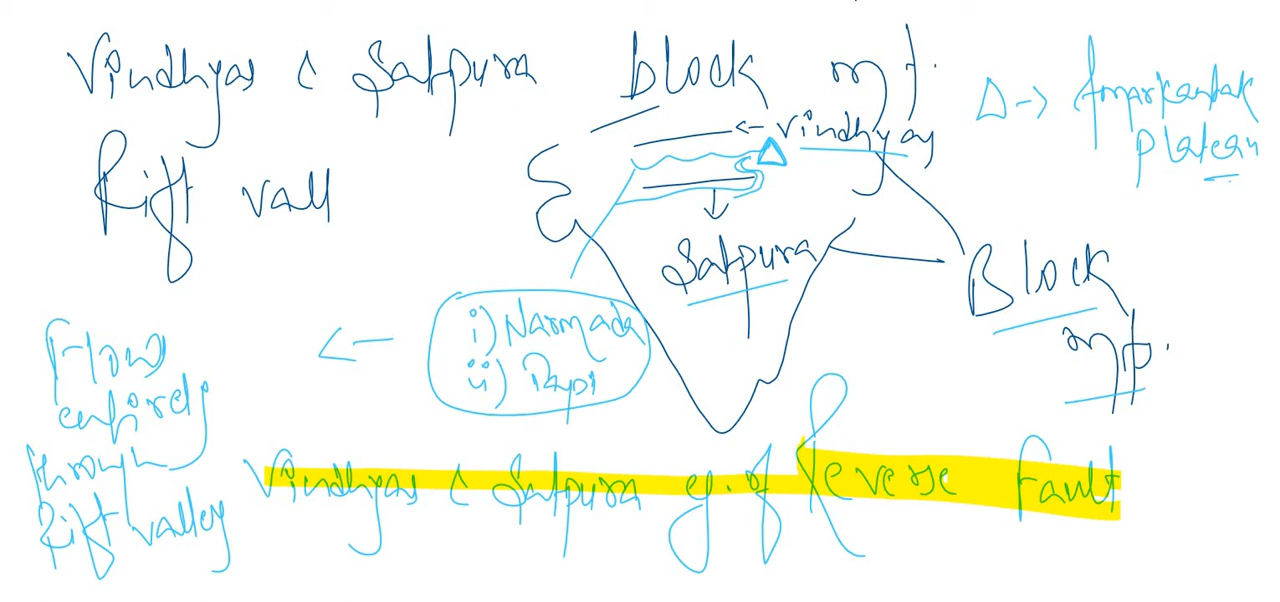 Vindhyas & Satpura Block mt.
Rift vall
Δ -> Amarkantak
plateau
<- Vindhyas
Satpura
Block
mt.
i) Narmada
ii) Tapi
<-
Flow
entirely
through
Rift valley
Vindhyas & Satpura eg. of Reverse Fault